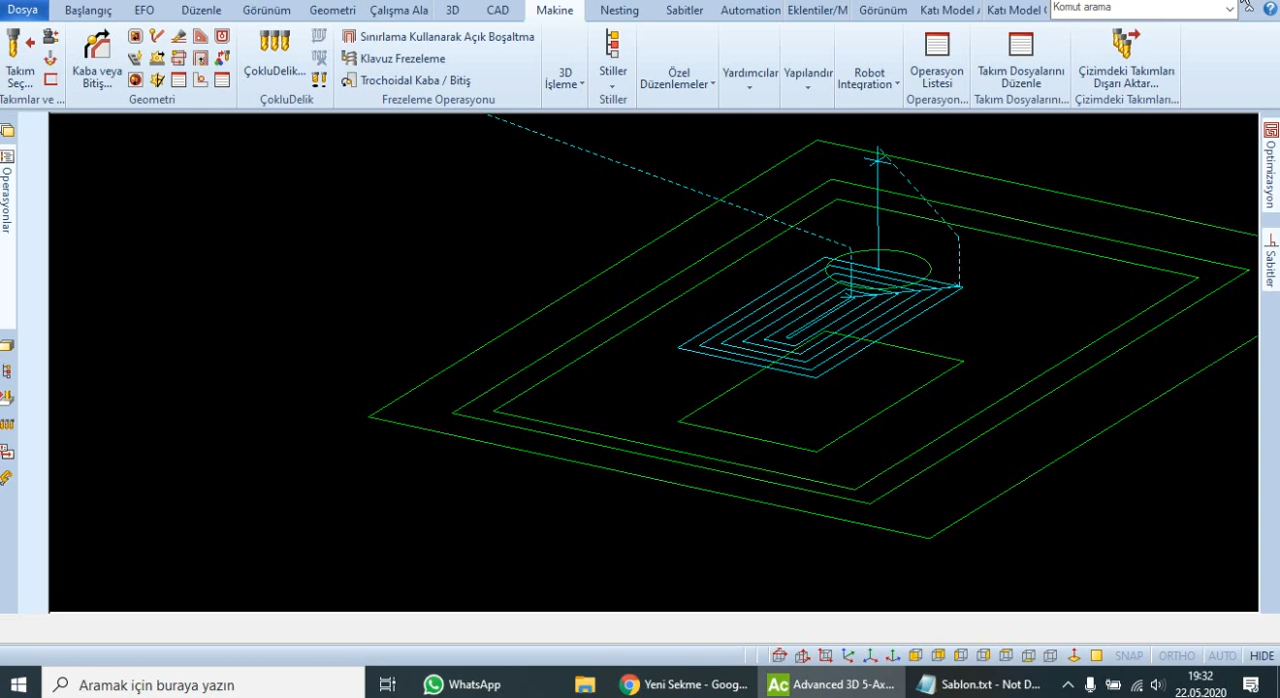 Dosya Başlangıç EFO Düzenle Görünüm Geometri Çalışma Ala 3D CAD Makine Nesting Sabitler Automation Eklentiler/M Görünüm Katı Model Katı Model Komut arama
Takım Seç...
Takımlar ve ...
Kaba veya Bitiş...
Geometri
ÇokluDelik...
ÇokluDelik
Sınırlama Kullanarak Açık Boşaltma
Klavuz Frezeleme
Trochoidal Kaba / Bitiş
Frezeleme Operasyonu
3D İşleme
Stiller
Stiller
Özel Düzenlemeler
Yardımcılar
Yapılandır
Robot Integration
Operasyon Listesi
Operasyon...
Takım Dosyalarını Düzenle
Takım Dosyalarını...
Çizimdeki Takımları Dışarı Aktar...
Çizimdeki Takımları...
Operasyonlar
Optimizasyon
Sabitler
SNAP ORTHO AUTO HIDE
Aramak için buraya yazın
WhatsApp
Yeni Sekme - Goog...
Ac Advanced 3D 5-Ax...
Sablon.txt - Not D...
19:32
22.05.2020